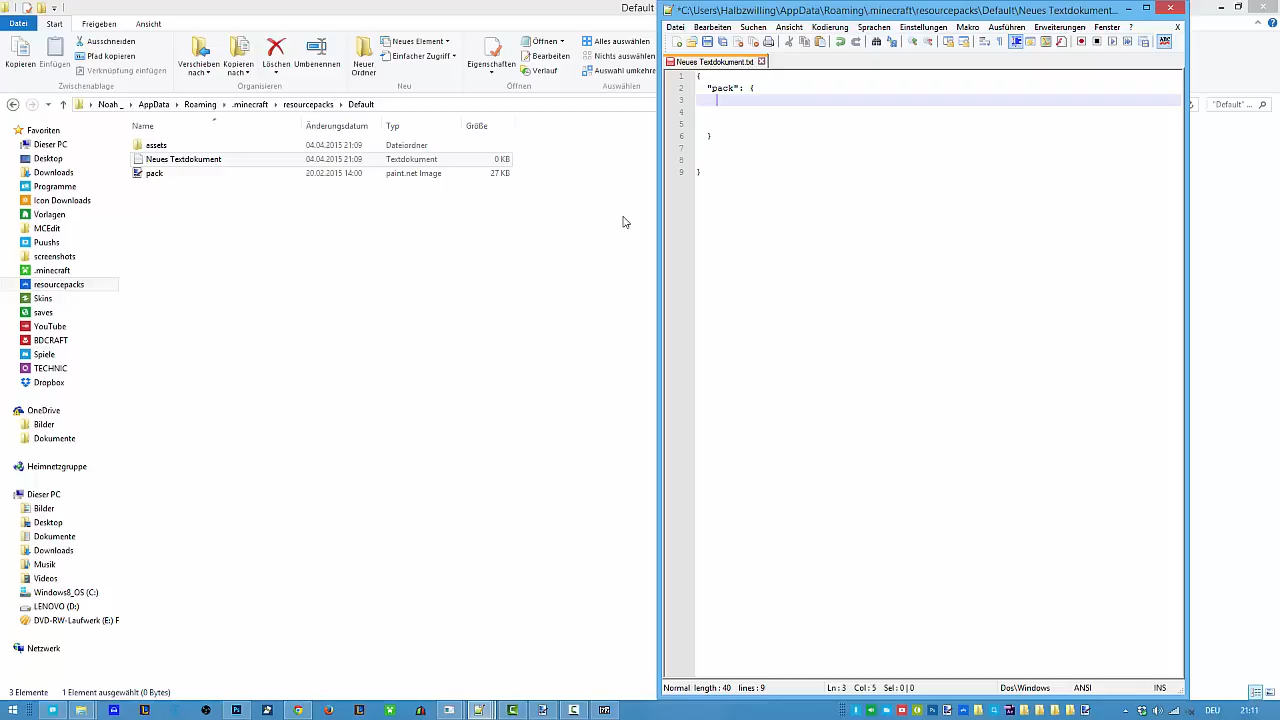 Default
*C:\Users\Halbzwilling\AppData\Roaming\.minecraft\resourcepacks\Default\Neues Textdokument...
Datei
Start
Freigeben
Ansicht
Datei Bearbeiten Suchen Ansicht Kodierung Sprachen Einstellungen Makro Ausführen Erweiterungen Fenster ? X
Kopieren
Einfügen
Ausschneiden
Pfad kopieren
Verknüpfung einfügen
Zwischenablage
Verschieben nach
Kopieren nach
Löschen
Umbenennen
Organisieren
Neuer Ordner
Neues Element
Einfacher Zugriff
Neu
Eigenschaften
Öffnen
Bearbeiten
Verlauf
Öffnen
Alles auswählen
Nichts auswählen
Auswahl umkehren
Auswählen
Neues Textdokument.txt
Noah _ AppData Roaming .minecraft resourcepacks Default
"Default" ...
Name Änderungsdatum Typ Größe
assets 04.04.2015 21:09 Dateiordner
Neues Textdokument 04.04.2015 21:09 Textdokument 0 KB
pack 20.02.2015 14:00 paint.net Image 27 KB
Favoriten
Dieser PC
Desktop
Downloads
Programme
Icon Downloads
Vorlagen
MCEdit
Puushs
screenshots
.minecraft
resourcepacks
Skins
saves
YouTube
BDCRAFT
Spiele
TECHNIC
Dropbox
OneDrive
Bilder
Dokumente
Heimnetzgruppe
Dieser PC
Bilder
Desktop
Dokumente
Downloads
Musik
Videos
Windows8_OS (C:)
LENOVO (D:)
DVD-RW-Laufwerk (E:) F
Netzwerk
1 {
2 "pack": {
3
4
5
6 }
7
8
9 }
3 Elemente 1 Element ausgewählt (0 Bytes)
Normal length : 40 lines : 9 Ln : 3 Col : 5 Sel : 0 | 0 Dos\Windows ANSI INS
DEU 21:11